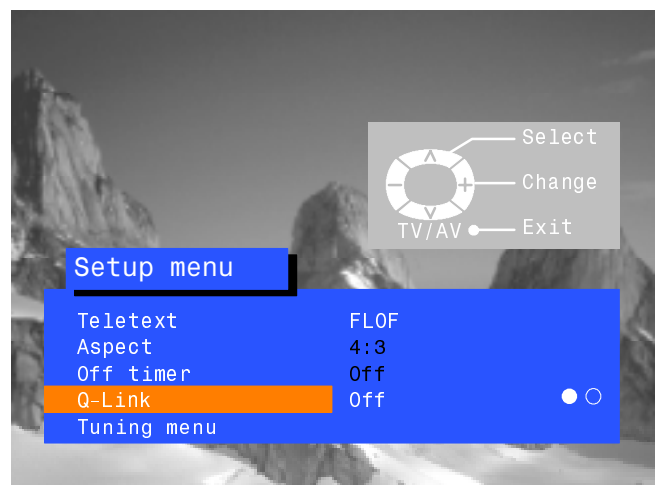 Select
Change
TV/AV Exit
Setup menu
Teletext FLOF
Aspect 4:3
Off timer Off
Q-Link Off
Tuning menu